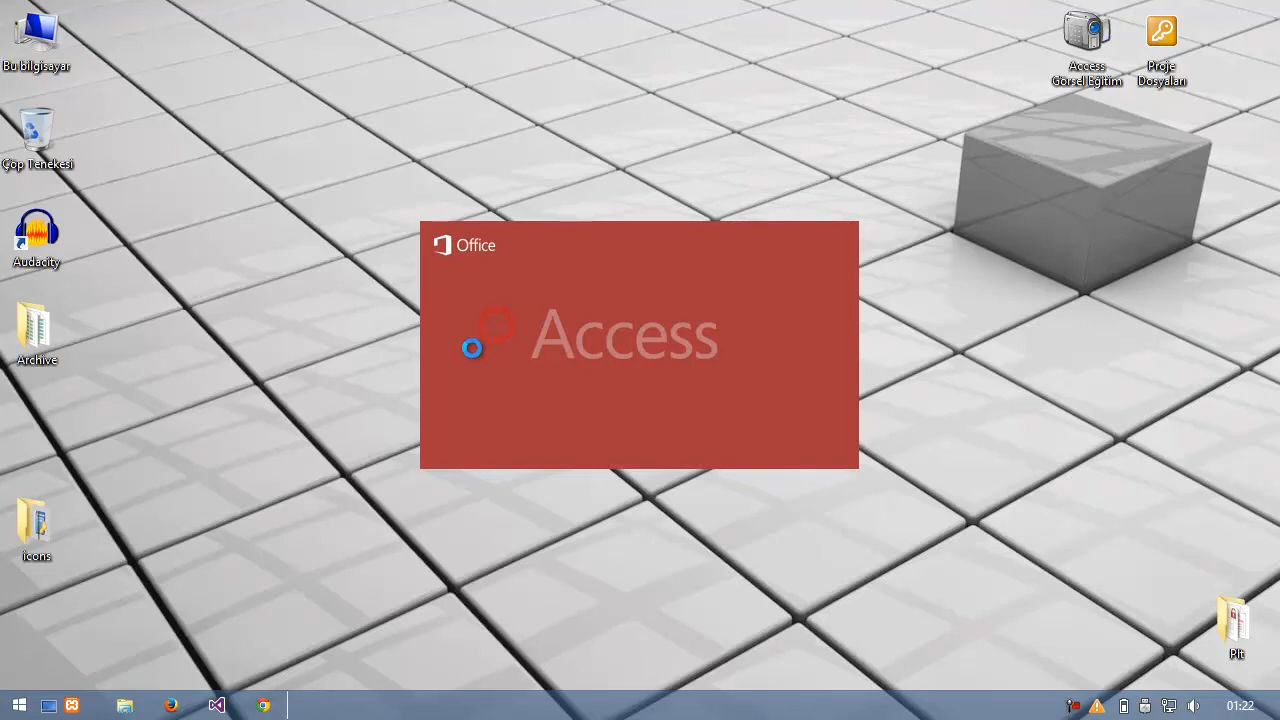 Bu bilgisayar
Çöp Tenekesi
Audacity
Archive
icons
Access
Görsel Eğitim
Proje
Dosyaları
Office
Access
Plt
01:22